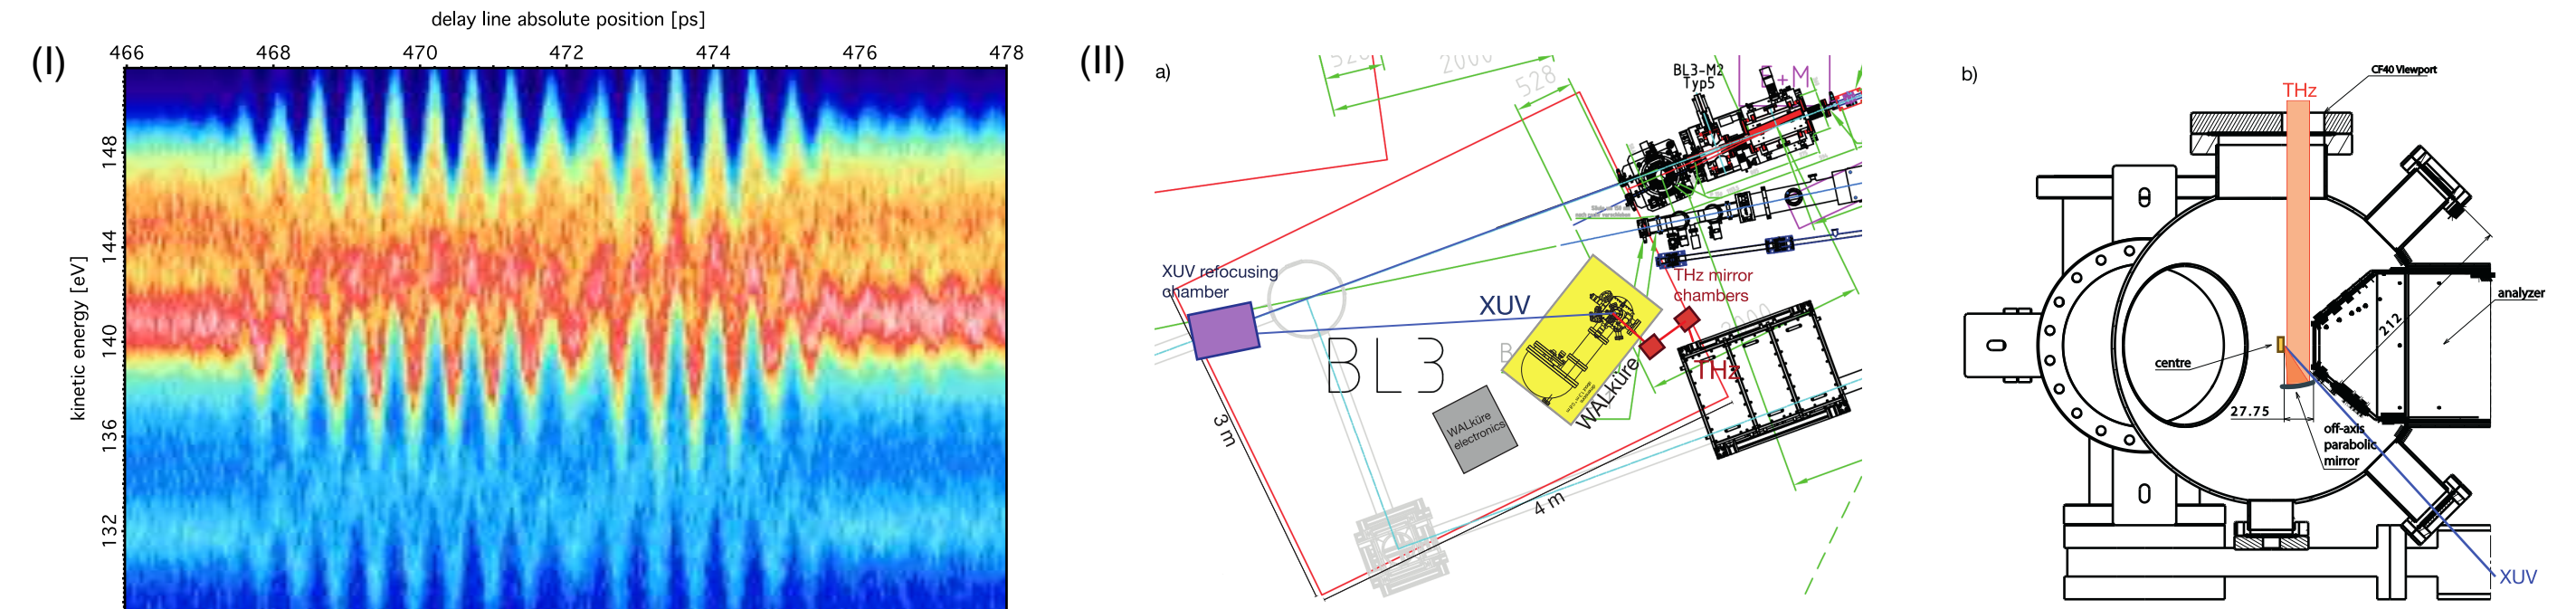 (I)
delay line absolute position [ps]
466 468 470 472 474 476 478
kinetic energy [eV]
148
144
140
136
132
(II)
a)
528
2000
528
BL3-M2
Typ5
E+M
XUV refocusing
chamber
XUV
THz mirror
chambers
2000
BL3
B
THz
WALküre
WALküre
electronics
3 m
4 m
b)
CF40 Viewport
THz
analyzer
212
centre
27.75
off-axis
parabolic
mirror
XUV